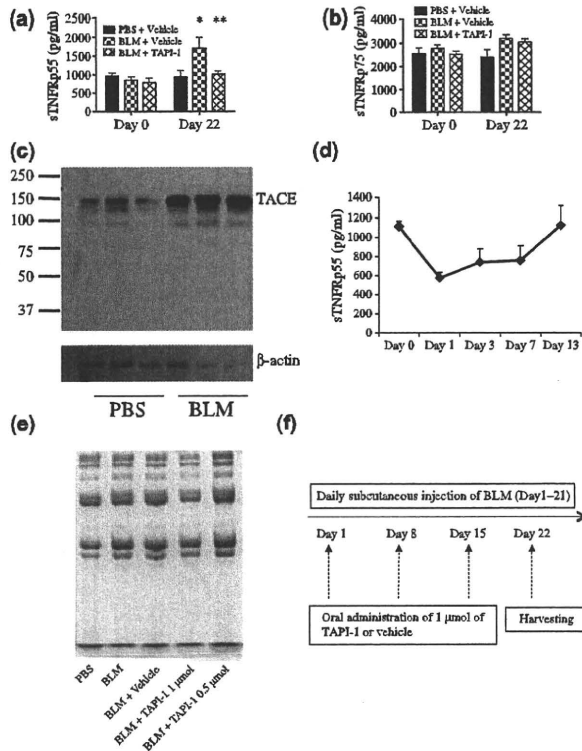 (a)
sTNFRp55 (pg/ml)
2500
2000
1500
1000
500
0
PBS + Vehicle
BLM + Vehicle
BLM + TAPI-1
* **
Day 0 Day 22
(b)
sTNFRp75 (pg/ml)
4000
3000
2000
1000
0
PBS + Vehicle
BLM + Vehicle
BLM + TAPI-1
Day 0 Day 22
(c)
250
150
100
75
50
37
TACE
β-actin
PBS BLM
(d)
sTNFRp55 (pg/ml)
1400
1200
1000
800
600
400
200
0
Day 0 Day 1 Day 3 Day 7 Day 13
(e)
PBS
BLM
BLM + Vehicle
BLM + TAPI-1 1 μmol
BLM + TAPI-1 0.5 μmol
(f)
Daily subcutaneous injection of BLM (Day1–21)
Day 1 Day 8 Day 15 Day 22
Oral administration of 1 μmol of
TAPI-1 or vehicle
Harvesting